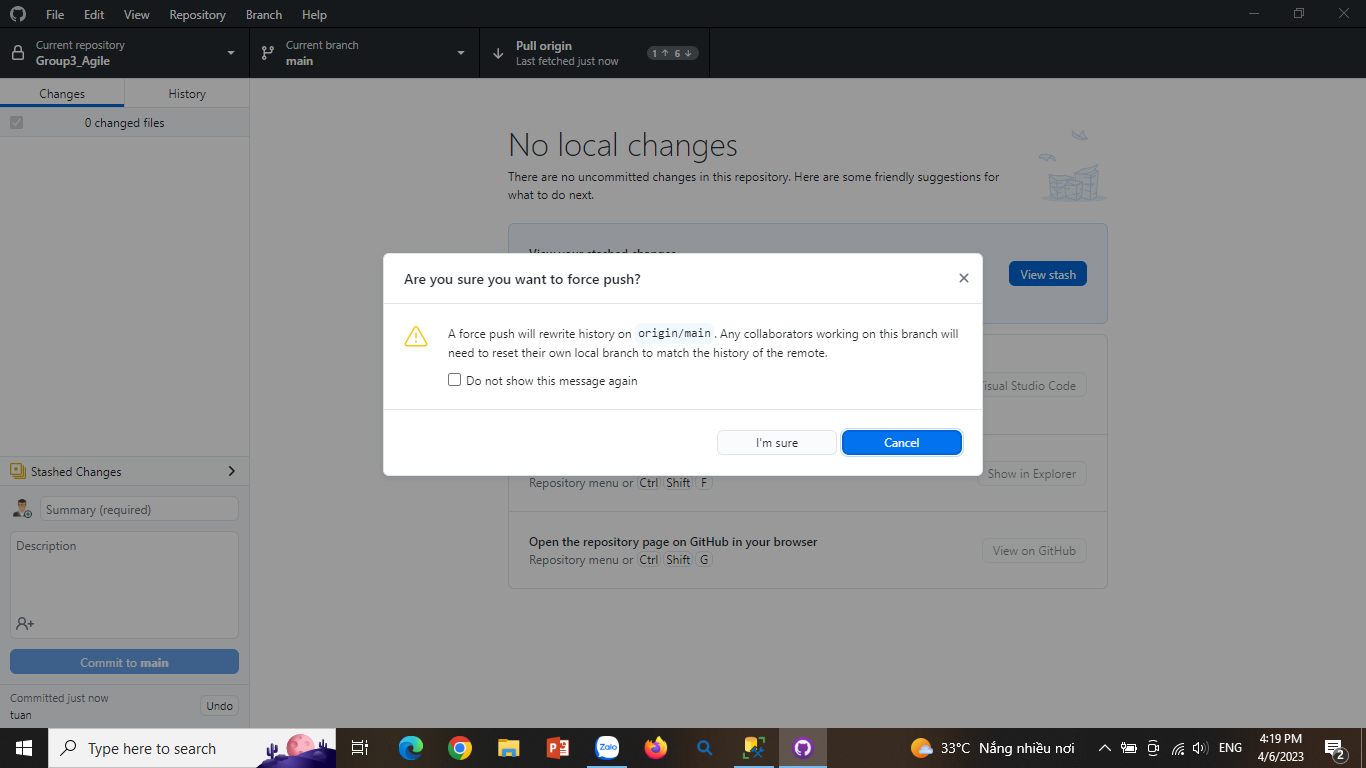 File Edit View Repository Branch Help
Current repository
Group3_Agile
Current branch
main
Pull origin
Last fetched just now
1 ↑ 6 ↓
Changes
History
0 changed files
No local changes
There are no uncommitted changes in this repository. Here are some friendly suggestions for
what to do next.
View stash
Are you sure you want to force push?
A force push will rewrite history on origin/main. Any collaborators working on this branch will
need to reset their own local branch to match the history of the remote.
Do not show this message again
I'm sure
Cancel
Visual Studio Code
Show in Explorer
Repository menu or Ctrl Shift F
Open the repository page on GitHub in your browser
Repository menu or Ctrl Shift G
View on GitHub
Stashed Changes
Summary (required)
Description
Commit to main
Committed just now
tuan
Undo
Type here to search
Zalo
33°C Nắng nhiều nơi
ENG
4:19 PM
4/6/2023
2